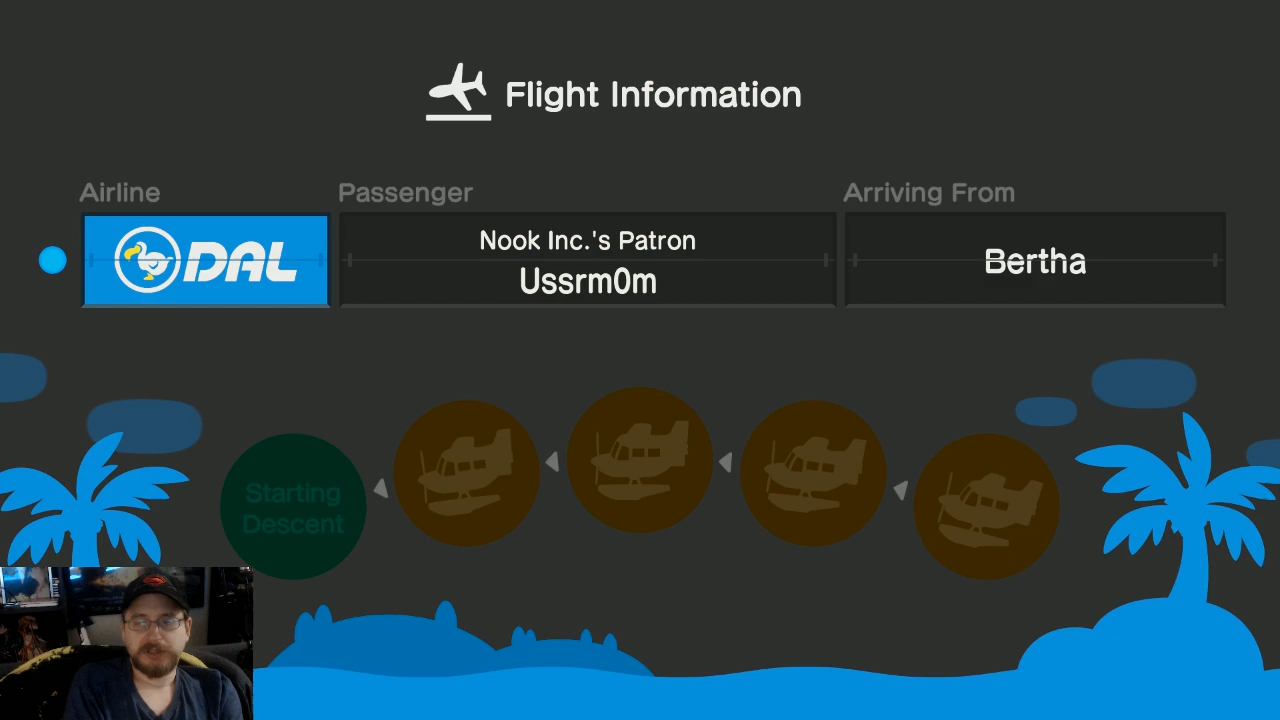 Flight Information
Airline
Passenger
Arriving From
DAL
Nook Inc.'s Patron
Ussrm0m
Bertha
Starting
Descent